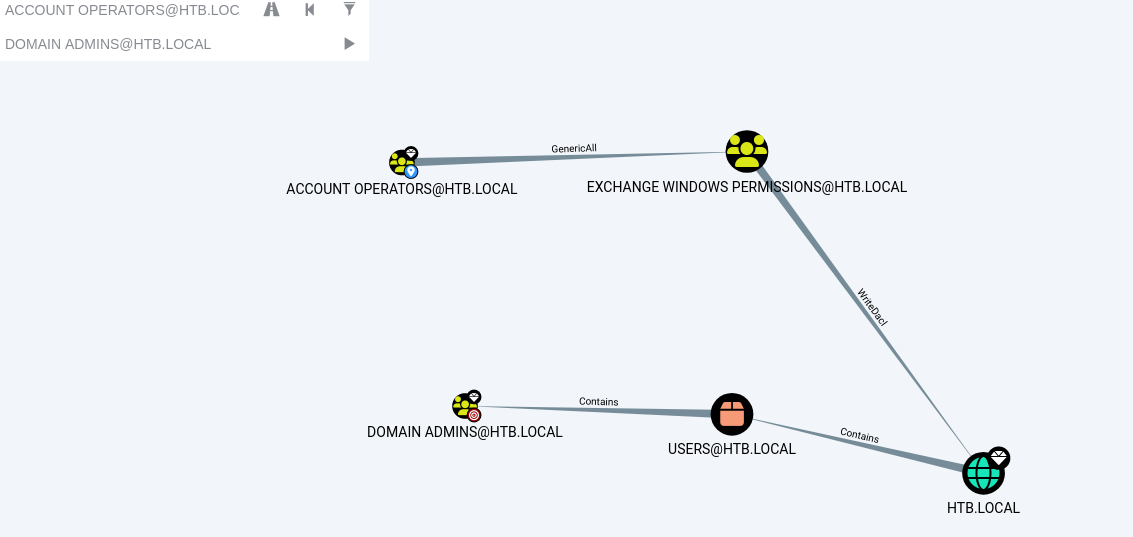 ACCOUNT OPERATORS@HTB.LOC
DOMAIN ADMINS@HTB.LOCAL
GenericAll
ACCOUNT OPERATORS@HTB.LOCAL
EXCHANGE WINDOWS PERMISSIONS@HTB.LOCAL
WriteDacl
Contains
DOMAIN ADMINS@HTB.LOCAL
USERS@HTB.LOCAL
Contains
HTB.LOCAL